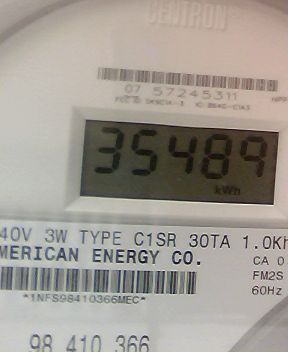 CENTRON
07 57245311
35489
kWh
40V 3W TYPE C1SR 30TA 1.0Kh
MERICAN ENERGY CO.
CA 0
FM2S
60Hz
*1NFS98410366MEC*
98 410 366